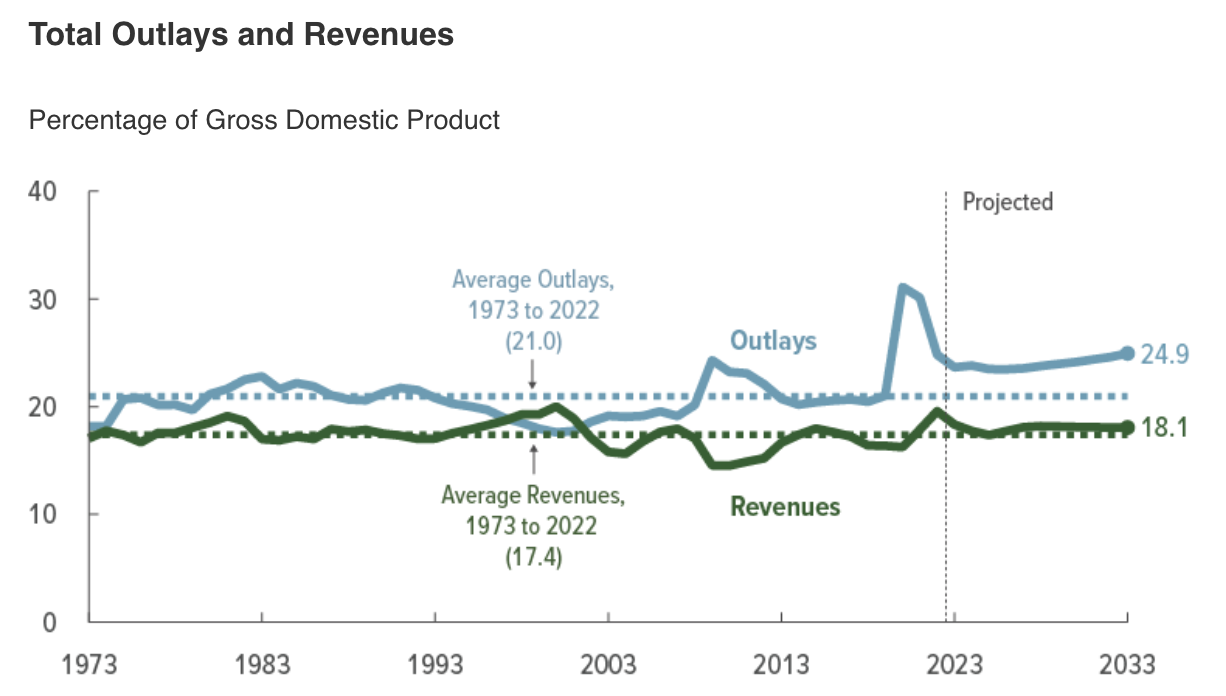 Total Outlays and Revenues
Percentage of Gross Domestic Product
40
Projected
30
Average Outlays,
1973 to 2022
(21.0)
Outlays
24.9
20
18.1
Average Revenues,
1973 to 2022
(17.4)
Revenues
10
0
1973 1983 1993 2003 2013 2023 2033